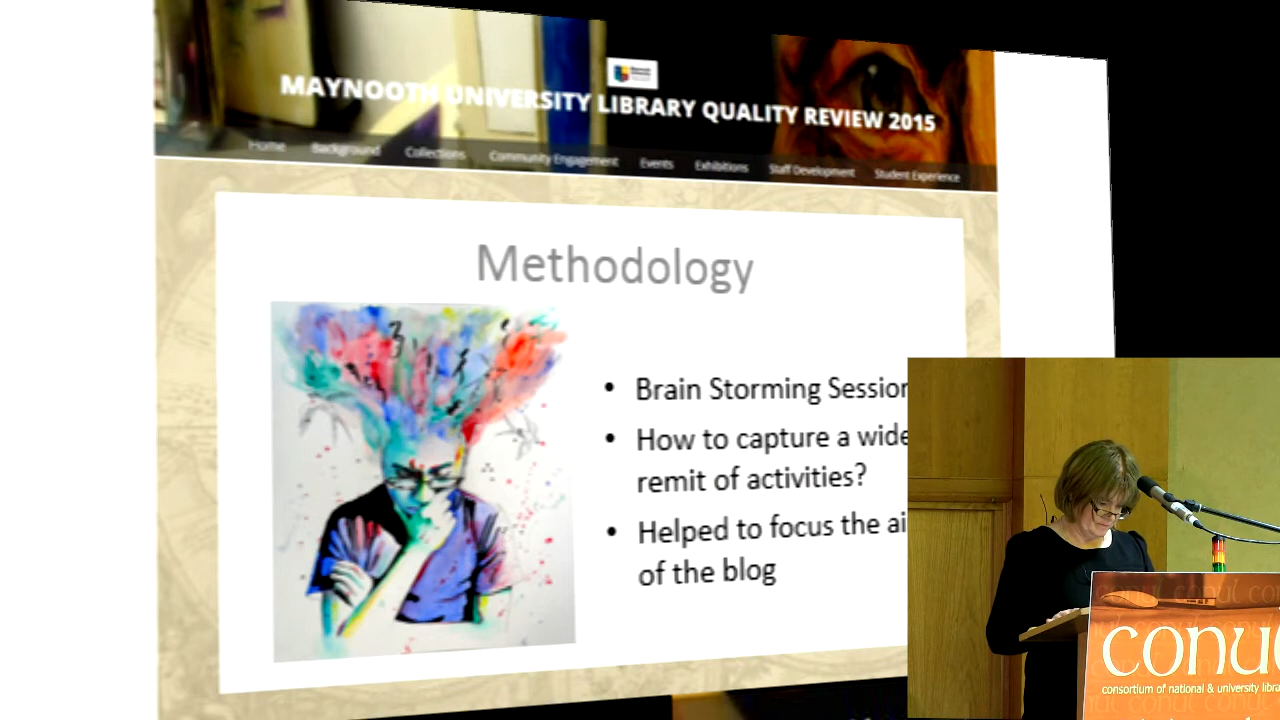 MAYNOOTH UNIVERSITY LIBRARY QUALITY REVIEW 2015
Home Background Collections Community Engagement Events Exhibitions Staff Development Student Experience
Methodology
• Brain Storming Session
• How to capture a wide
remit of activities?
• Helped to focus the ai
of the blog
conu
consortium of national & university libra